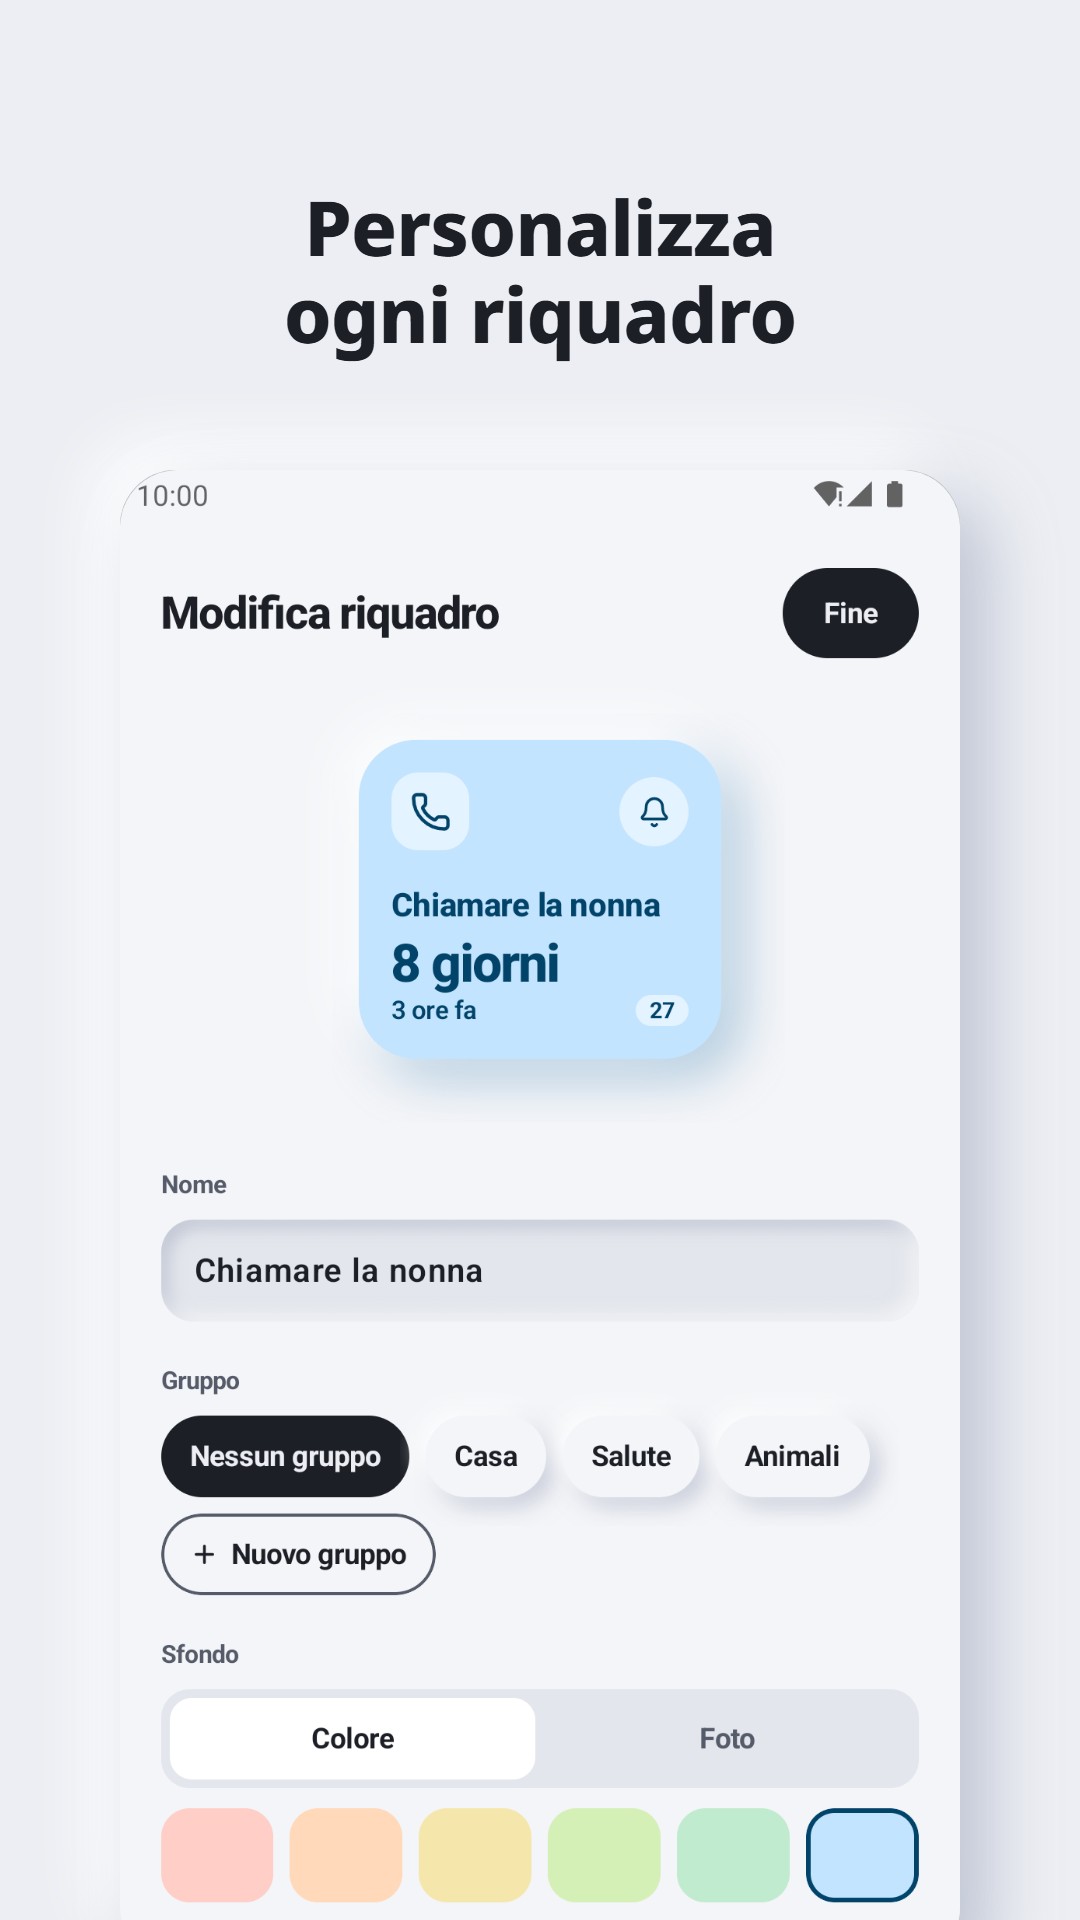 Personalizza
ogni riquadro
10:00
Modifica riquadro
Fine
Chiamare la nonna
8 giorni
3 ore fa
27
Nome
Chiamare la nonna
Gruppo
Nessun gruppo
Casa
Salute
Animali
+ Nuovo gruppo
Sfondo
Colore
Foto